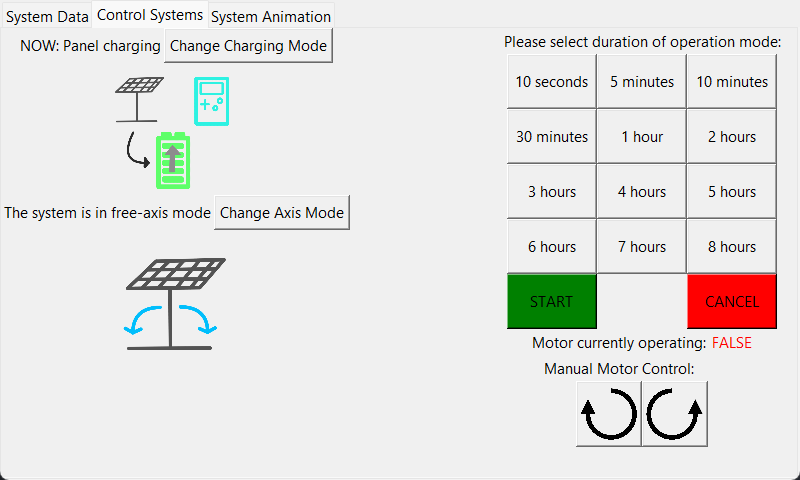 System Data
Control Systems
System Animation
NOW: Panel charging
Change Charging Mode
The system is in free-axis mode
Change Axis Mode
Please select duration of operation mode:
10 seconds
5 minutes
10 minutes
30 minutes
1 hour
2 hours
3 hours
4 hours
5 hours
6 hours
7 hours
8 hours
START
CANCEL
Motor currently operating: FALSE
Manual Motor Control: